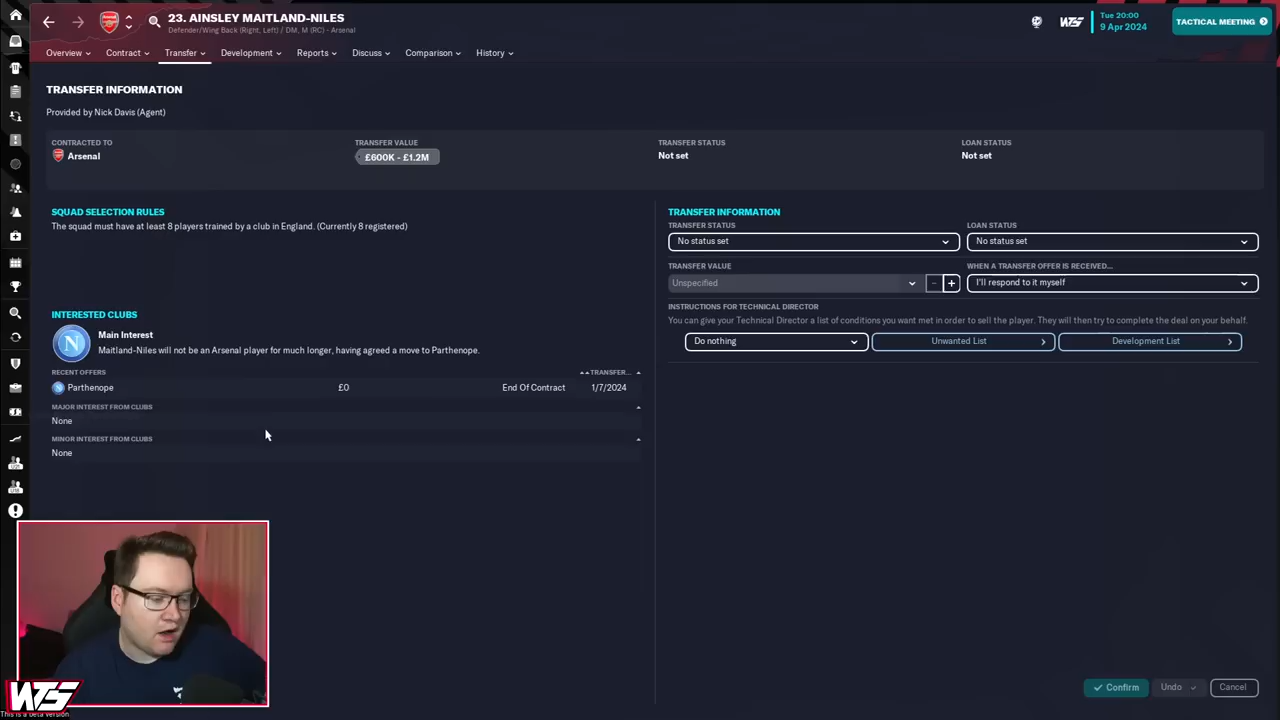 23. AINSLEY MAITLAND-NILES
Defender/Wing Back (Right, Left) / DM, M (RC) - Arsenal
WTS
Tue 20:00
9 Apr 2024
TACTICAL MEETING
Overview
Contract
Transfer
Development
Reports
Discuss
Comparison
History
TRANSFER INFORMATION
Provided by Nick Davis (Agent)
CONTRACTED TO
Arsenal
TRANSFER VALUE
£600K - £1.2M
TRANSFER STATUS
Not set
LOAN STATUS
Not set
SQUAD SELECTION RULES
The squad must have at least 8 players trained by a club in England. (Currently 8 registered)
INTERESTED CLUBS
N
Main Interest
Maitland-Niles will not be an Arsenal player for much longer, having agreed a move to Parthenope.
RECENT OFFERS
TRANSFER...
Parthenope £0 End Of Contract 1/7/2024
MAJOR INTEREST FROM CLUBS
None
MINOR INTEREST FROM CLUBS
None
TRANSFER INFORMATION
TRANSFER STATUS
No status set
LOAN STATUS
No status set
TRANSFER VALUE
Unspecified
WHEN A TRANSFER OFFER IS RECEIVED...
I'll respond to it myself
INSTRUCTIONS FOR TECHNICAL DIRECTOR
You can give your Technical Director a list of conditions you want met in order to sell the player. They will then try to complete the deal on your behalf.
Do nothing
Unwanted List
Development List
Confirm
Undo
Cancel
WTS
This is a beta version